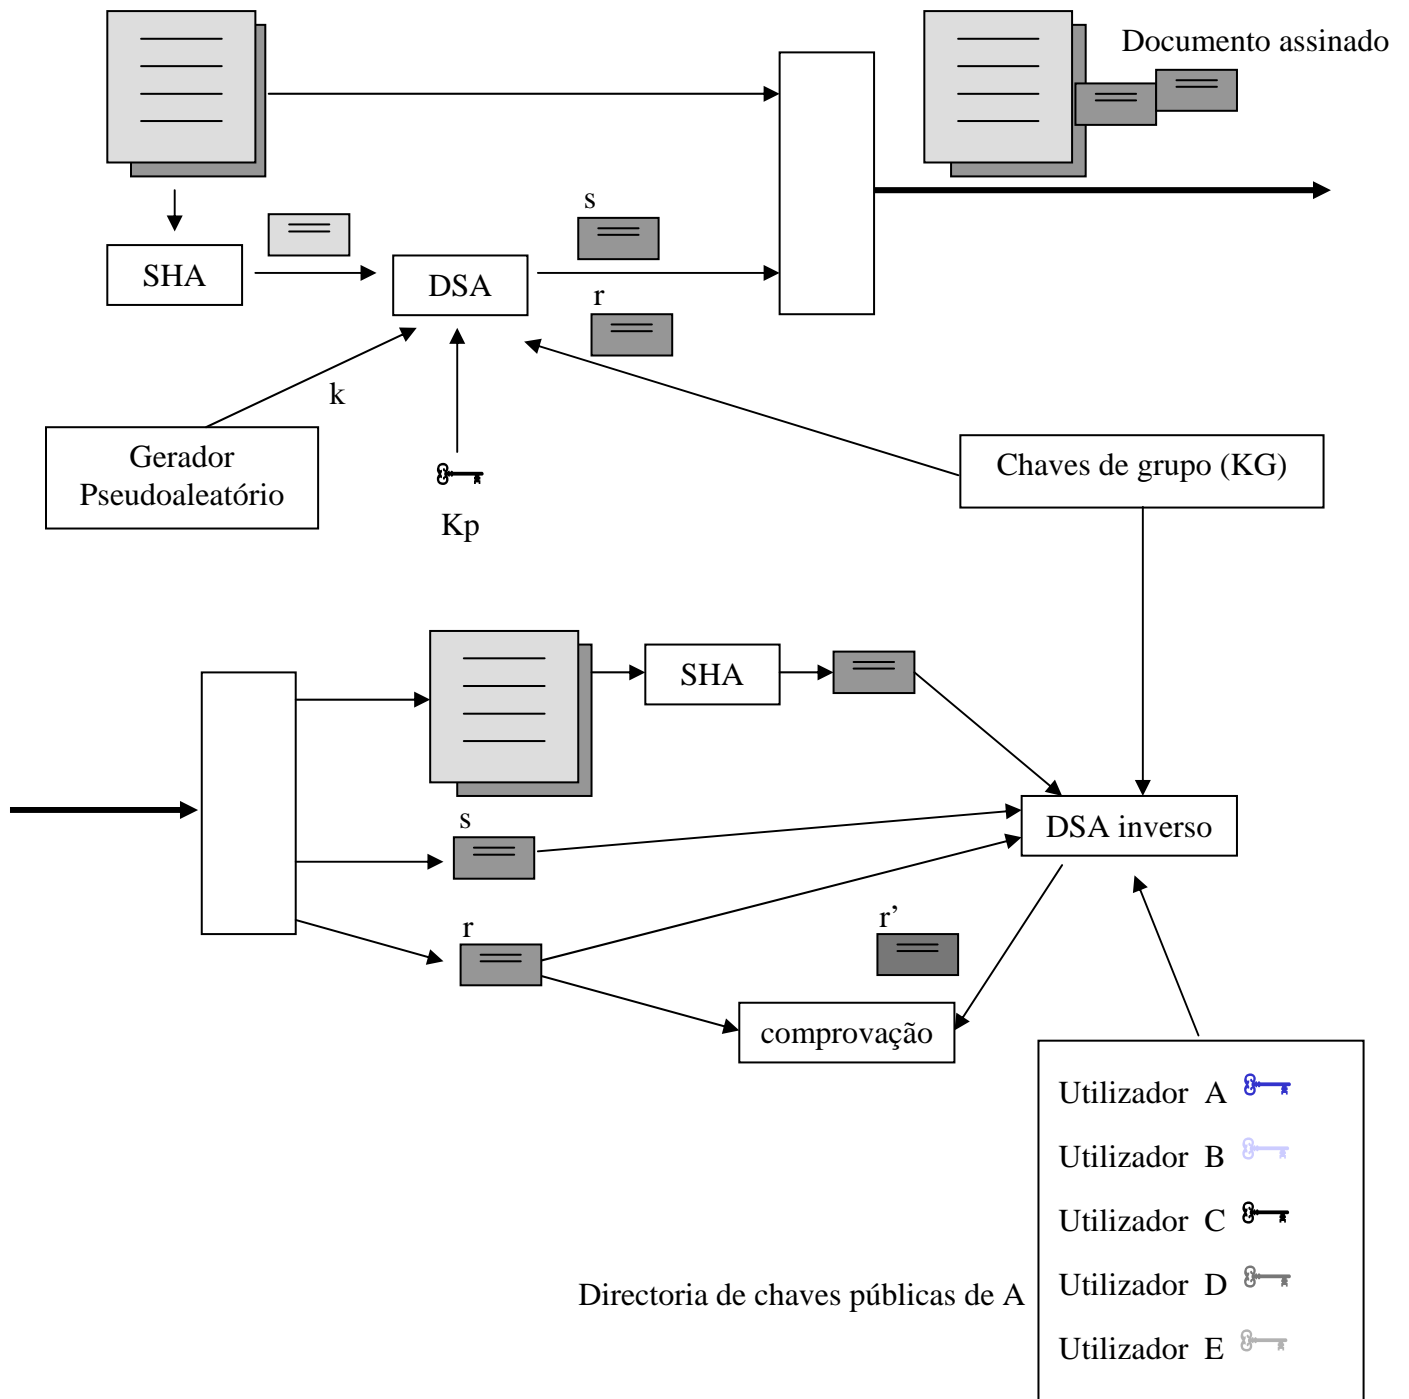 Documento assinado
s
SHA
DSA
r
k
Gerador
Pseudoaleatório
Kp
Chaves de grupo (KG)
SHA
s
DSA inverso
r
r’
comprovação
Utilizador A
Utilizador B
Utilizador C
Utilizador D
Directoria de chaves públicas de A
Utilizador E